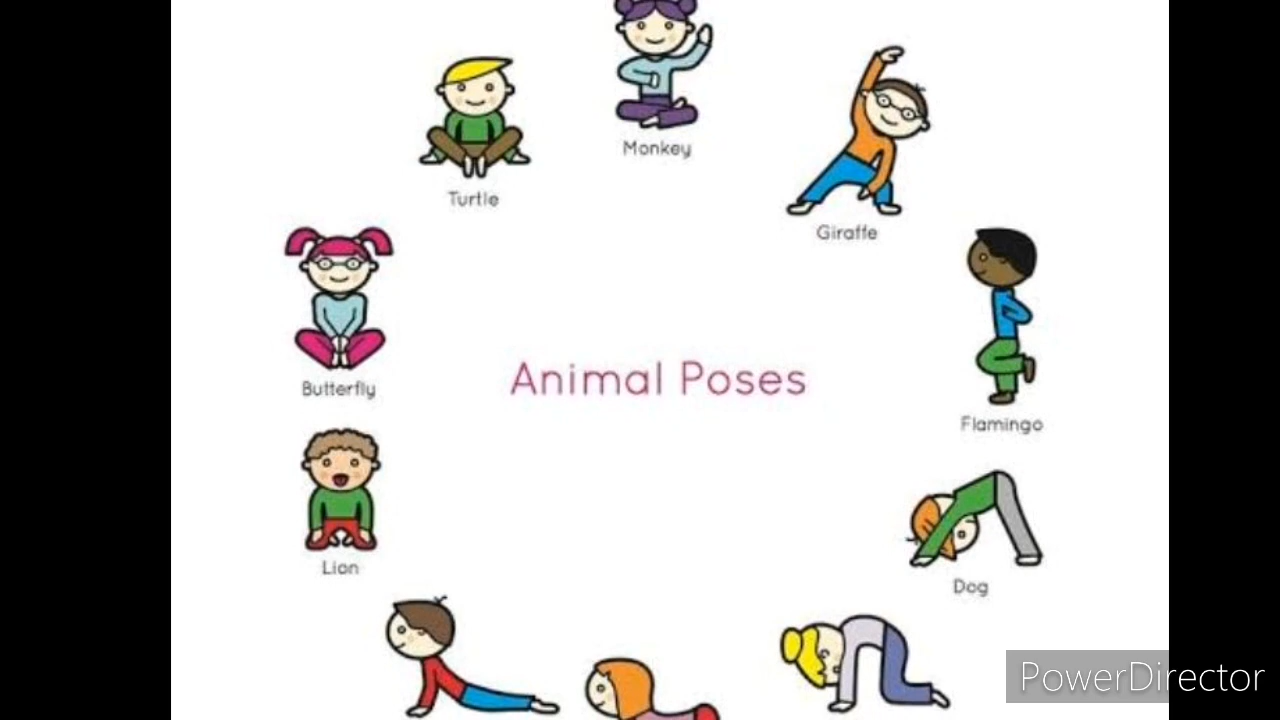 Monkey
Turtle
Giraffe
Butterfly
Animal Poses
Flamingo
Lion
Dog
PowerDirector